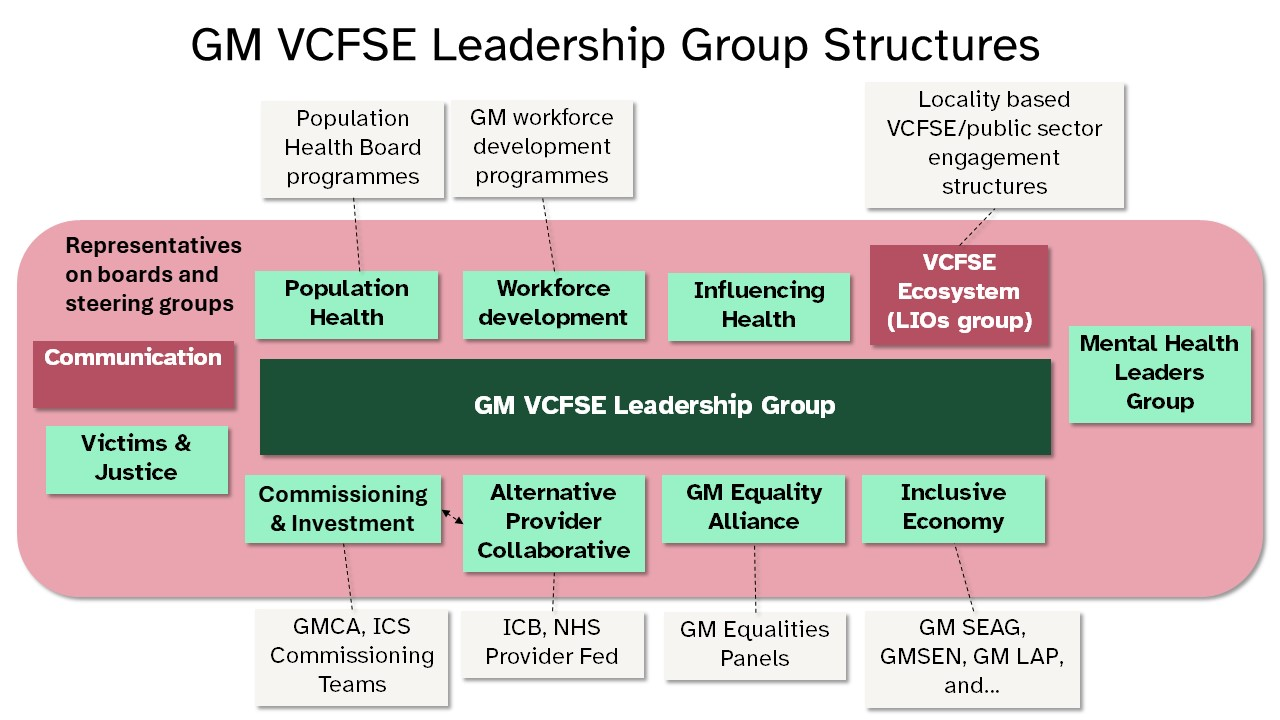 GM VCFSE Leadership Group Structures
Population
Health Board
programmes
GM workforce
development
programmes
Locality based
VCFSE/public sector
engagement
structures
Representatives
on boards and
steering groups
Population
Health
Workforce
development
Influencing
Health
VCFSE
Ecosystem
(LIOs group)
Mental Health
Leaders
Group
Communication
GM VCFSE Leadership Group
Victims &
Justice
Commissioning
& Investment
Alternative
Provider
Collaborative
GM Equality
Alliance
Inclusive
Economy
GMCA, ICS
Commissioning
Teams
ICB, NHS
Provider Fed
GM Equalities
Panels
GM SEAG,
GMSEN, GM LAP,
and...